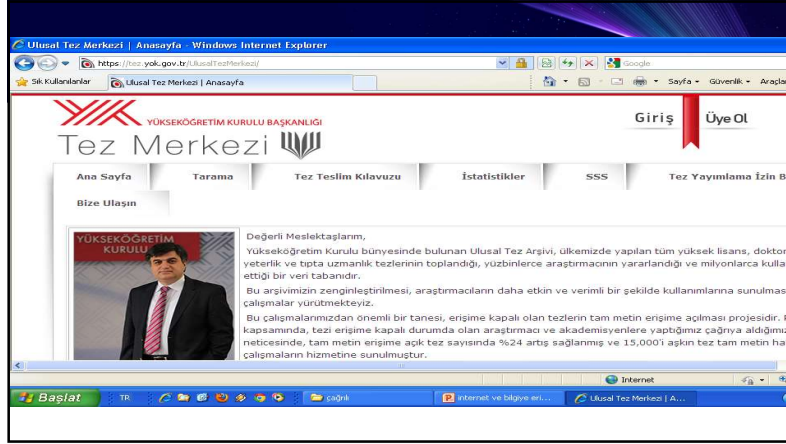 Ulusal Tez Merkezi | Anasayfa - Windows Internet Explorer
https://tez.yok.gov.tr/UlusalTezMerkezi/
Google
Sık Kullanılanlar
Ulusal Tez Merkezi | Anasayfa
Sayfa
Güvenlik
Araçlar
YÜKSEKÖĞRETİM KURULU BAŞKANLIĞI
Tez Merkezi
Giriş
Üye Ol
Ana Sayfa
Tarama
Tez Teslim Kılavuzu
İstatistikler
SSS
Tez Yayımlama İzin B
Bize Ulaşın
YÜKSEKÖĞRETİM
KURULU
Değerli Meslektaşlarım,
Yükseköğretim Kurulu bünyesinde bulunan Ulusal Tez Arşivi, ülkemizde yapılan tüm yüksek lisans, doktor
yeterlik ve tıpta uzmanlık tezlerinin toplandığı, yüzbinlerce araştırmacının yararlandığı ve milyonlarca kulla
ettiği bir veri tabanıdır.
Bu arşivimizin zenginleştirilmesi, araştırmacıların daha etkin ve verimli bir şekilde kullanımlarına sunulmas
çalışmalar yürütmekteyiz.
Bu çalışmalarımızdan önemli bir tanesi, erişime kapalı olan tezlerin tam metin erişime açılması projesidir.
kapsamında, tezi erişime kapalı durumda olan araştırmacı ve akademisyenlere yaptığımız çağrıya aldığımız
neticesinde, tam metin erişime açık tez sayısında %24 artış sağlanmış ve 15,000'i aşkın tez tam metin ha
çalışmaların hizmetine sunulmuştur.
Internet
Başlat
TR
çağrılı
internet ve bilgiye eri...
Ulusal Tez Merkezi | A...